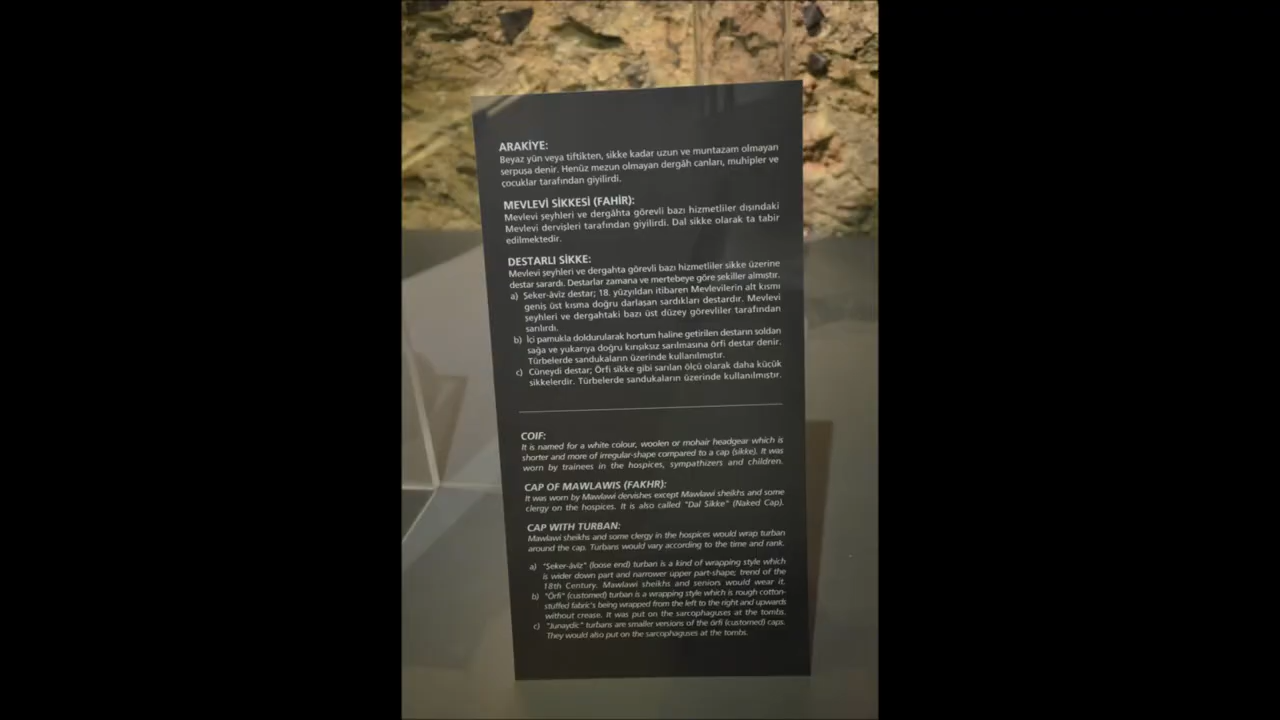 ARAKİYE:
Beyaz yün veya tiftikten, sikke kadar uzun ve muntazam olmayan
serpuşa denir. Henüz mezun olmayan dergâh canları, muhipler ve
çocuklar tarafından giyilirdi.
MEVLEVİ SİKKESİ (FAHİR):
Mevlevi şeyhleri ve dergâhta görevli bazı hizmetliler dışındaki
Mevlevi dervişleri tarafından giyilirdi. Dal sikke olarak ta tabir
edilmektedir.
DESTARLI SİKKE:
Mevlevi şeyhleri ve dergahta görevli bazı hizmetliler sikke üzerine
destar sarardı. Destarlar zamana ve mertebeye göre şekiller almıştır.
a) Şeker-âvîz destar; 18. yüzyıldan itibaren Mevlevilerin alt kısmı
geniş üst kısma doğru darlaşan sardıkları destardır. Mevlevi
şeyhleri ve dergahtaki bazı üst düzey görevliler tarafından
sarılırdı.
b) İçi pamukla doldurularak hortum haline getirilen destarın soldan
sağa ve yukarıya doğru kırışıksız sarılmasına örfi destar denir.
Türbelerde sandukaların üzerinde kullanılmıştır.
c) Cüneydi destar; Örfi sikke gibi sarılan ölçü olarak daha küçük
sikkelerdir. Türbelerde sandukaların üzerinde kullanılmıştır.
COIF:
It is named for a white colour, woolen or mohair headgear which is
shorter and more of irregular-shape compared to a cap (sikke). It was
worn by trainees in the hospices, sympathizers and children.
CAP OF MAWLAWIS (FAKHR):
It was worn by Mawlawi dervishes except Mawlawi sheikhs and some
clergy on the hospices. It is also called "Dal Sikke" (Naked Cap).
CAP WITH TURBAN:
Mawlawi sheikhs and some clergy in the hospices would wrap turban
around the cap. Turbans would vary according to the time and rank.
a) "Şeker-âvîz" (loose end) turban is a kind of wrapping style which
is wider down part and narrower upper part-shape; trend of the
18th Century. Mawlawi sheikhs and seniors would wear it.
b) "Örfi" (customed) turban is a wrapping style which is rough cotton-
stuffed fabric's being wrapped from the left to the right and upwards
without crease. It was put on the sarcophaguses at the tombs.
c) "Junaydic" turbans are smaller versions of the örfi (customed) caps.
They would also put on the sarcophaguses at the tombs.